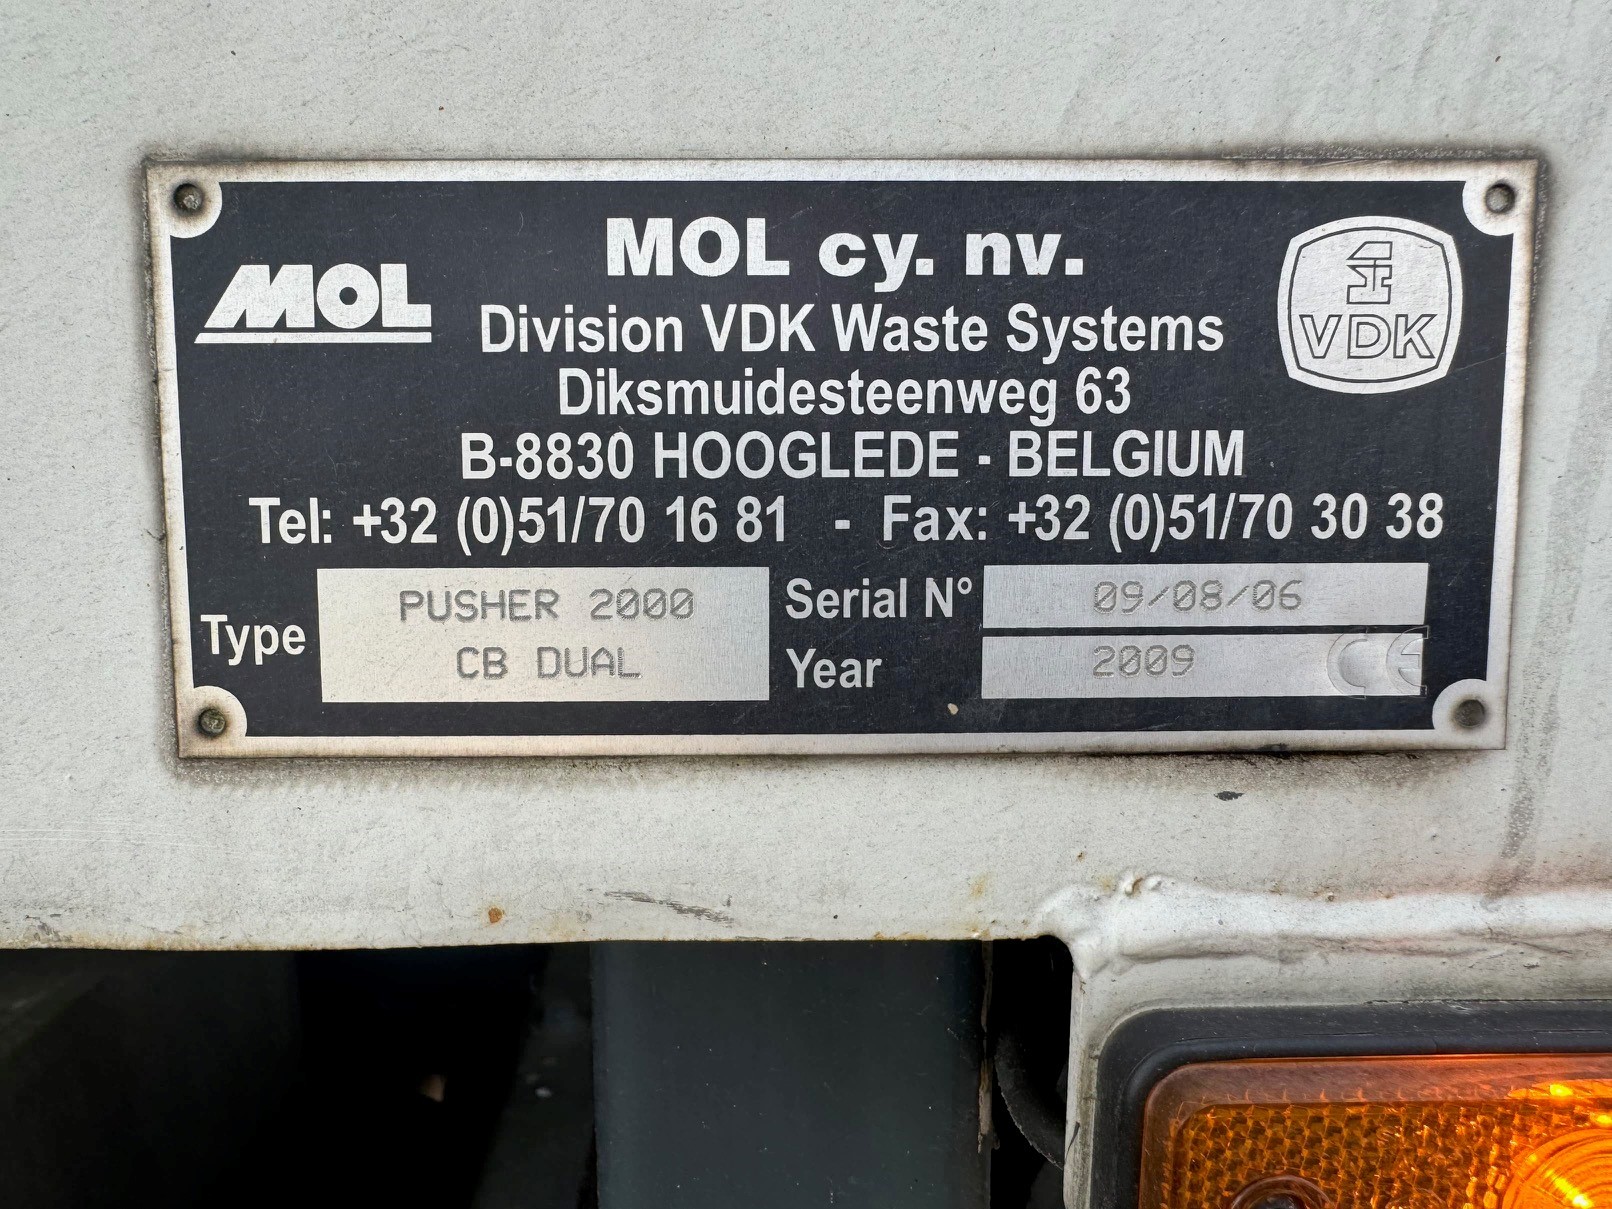 MOL
MOL cy. nv.
VDK
Division VDK Waste Systems
Diksmuidesteenweg 63
B-8830 HOOGLEDE - BELGIUM
Tel: +32 (0)51/70 16 81 - Fax: +32 (0)51/70 30 38
Type PUSHER 2000 CB DUAL
Serial N° 09/08/06
Year 2009 CE